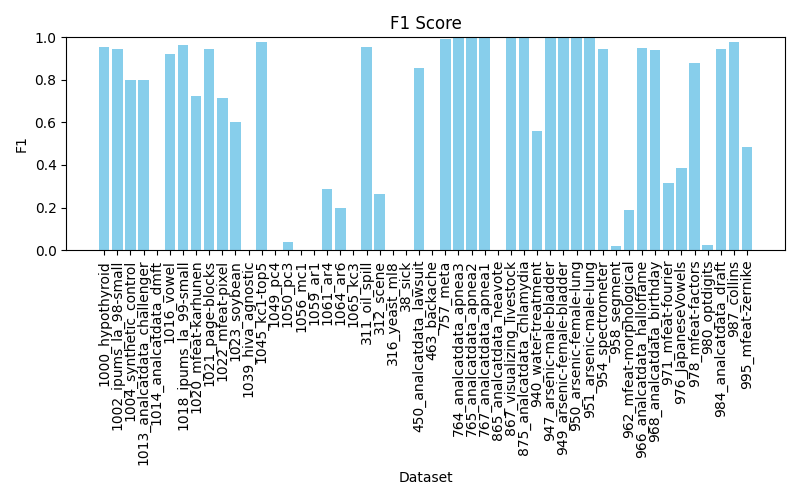 F1 Score
1.0
0.8
0.6
0.4
0.2
0.0
F1
1000_hypothyroid
1002_ipums_la_98-small
1004_synthetic_control
1013_analcatdata_challenger
1014_analcatdata_dmft
1016_vowel
1018_ipums_la_99-small
1020_mfeat-karhunen
1021_page-blocks
1022_mfeat-pixel
1023_soybean
1039_hiva_agnostic
1045_kc1-top5
1049_pc4
1050_pc3
1056_mc1
1059_ar1
1061_ar4
1064_ar6
1065_kc3
311_oil_spill
312_scene
316_yeast_ml8
38_sick
450_analcatdata_lawsuit
463_backache
757_meta
764_analcatdata_apnea3
765_analcatdata_apnea2
767_analcatdata_apnea1
865_analcatdata_neavote
867_visualizing_livestock
875_analcatdata_chlamydia
940_water-treatment
947_arsenic-male-bladder
949_arsenic-female-bladder
950_arsenic-female-lung
951_arsenic-male-lung
954_spectrometer
958_segment
962_mfeat-morphological
966_analcatdata_halloffame
968_analcatdata_birthday
971_mfeat-fourier
976_JapaneseVowels
978_mfeat-factors
980_optdigits
984_analcatdata_draft
987_collins
995_mfeat-zernike
Dataset